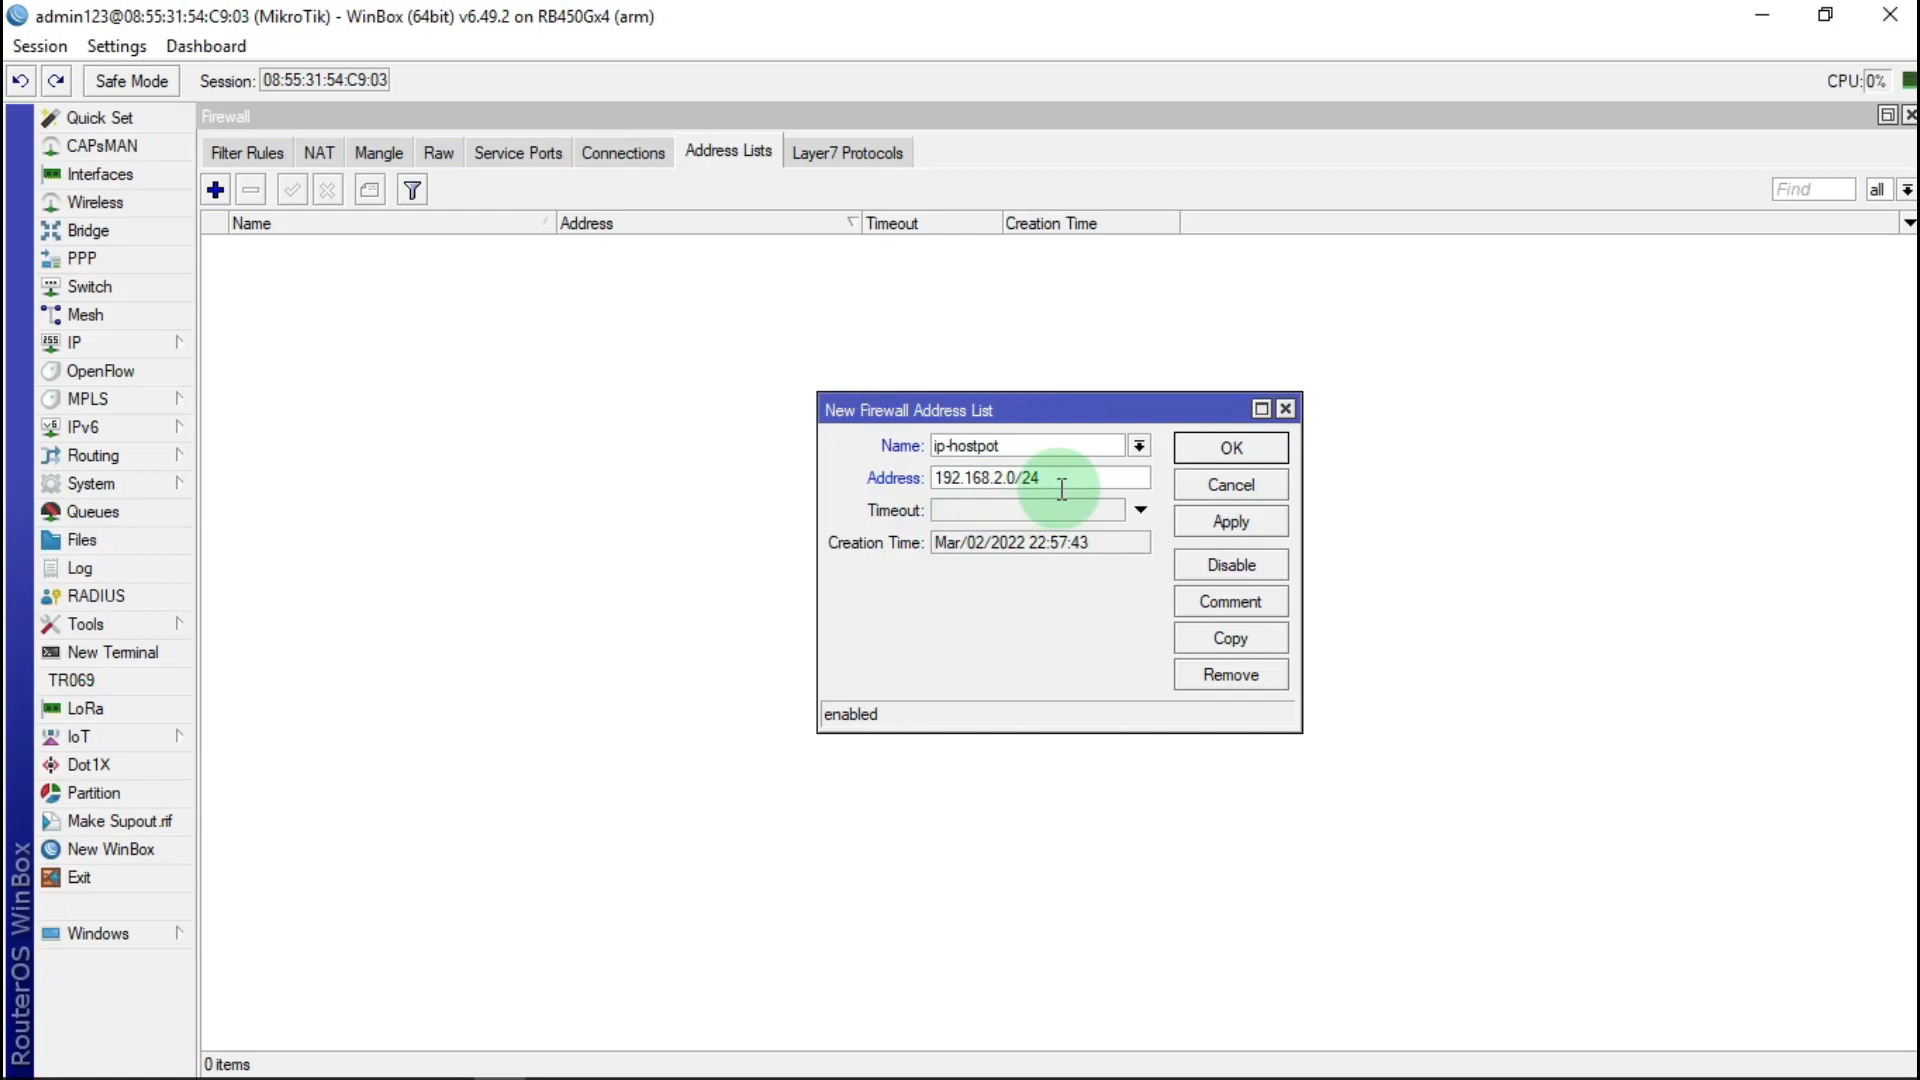 admin123@08:55:31:54:C9:03 (MikroTik) - WinBox (64bit) v6.49.2 on RB450Gx4 (arm)
Session Settings Dashboard
Safe Mode Session: 08:55:31:54:C9:03 CPU: 0%
Quick Set
CAPsMAN
Interfaces
Wireless
Bridge
PPP
Switch
Mesh
IP
OpenFlow
MPLS
IPv6
Routing
System
Queues
Files
Log
RADIUS
Tools
New Terminal
TR069
LoRa
IoT
Dot1X
Partition
Make Supout.rif
New WinBox
Exit
Windows
RouterOS WinBox
Firewall
Filter Rules NAT Mangle Raw Service Ports Connections Address Lists Layer7 Protocols
Find all
Name Address Timeout Creation Time
New Firewall Address List
Name: ip-hostpot
Address: 192.168.2.0/24
Timeout:
Creation Time: Mar/02/2022 22:57:43
OK
Cancel
Apply
Disable
Comment
Copy
Remove
enabled
0 items